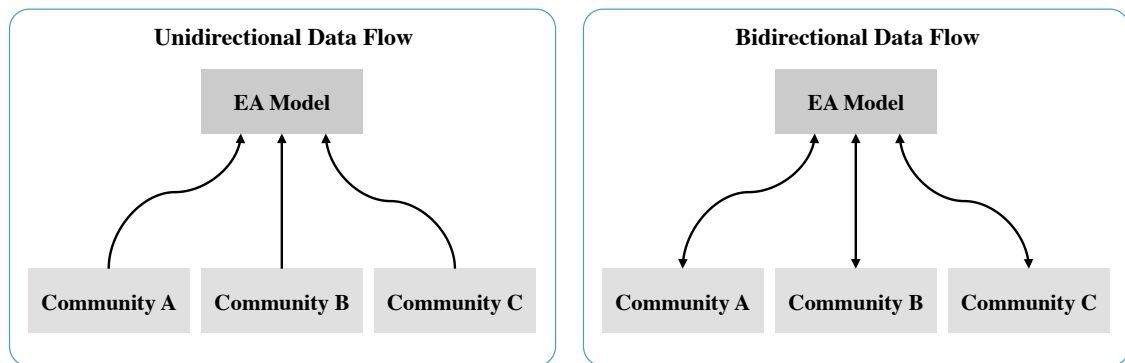 Unidirectional Data Flow
EA Model
Community A
Community B
Community C
Bidirectional Data Flow
EA Model
Community A
Community B
Community C